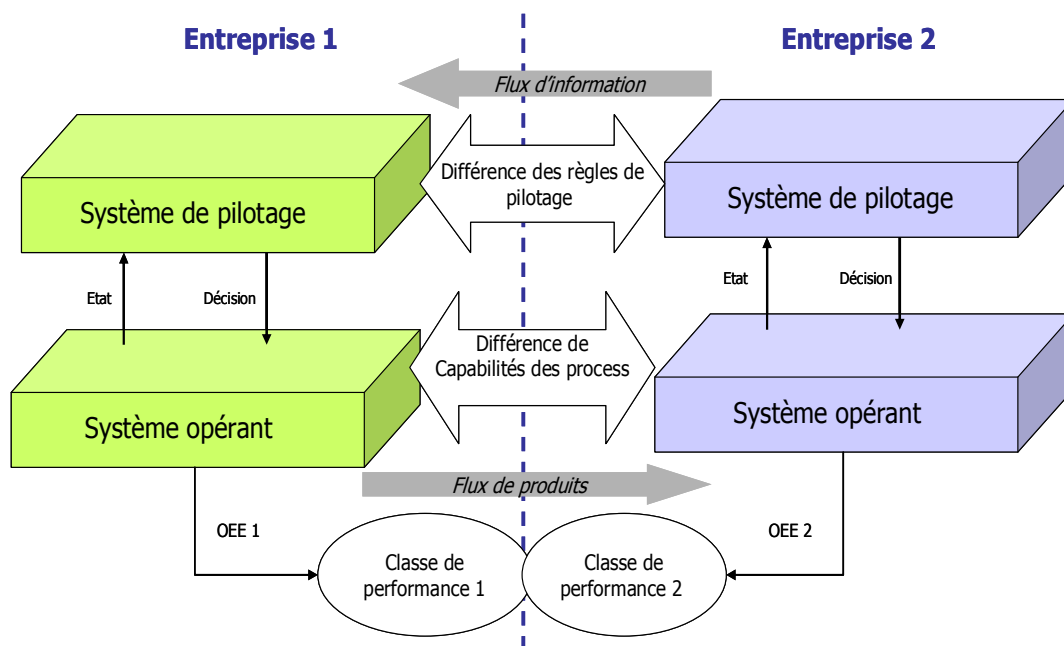 Entreprise 1
Entreprise 2
Flux d'information
Différence des règles de
pilotage
Système de pilotage
Système de pilotage
Etat
Décision
Etat
Décision
Différence de
Capabilités des process
Système opérant
Système opérant
Flux de produits
OEE 1
OEE 2
Classe de
performance 1
Classe de
performance 2